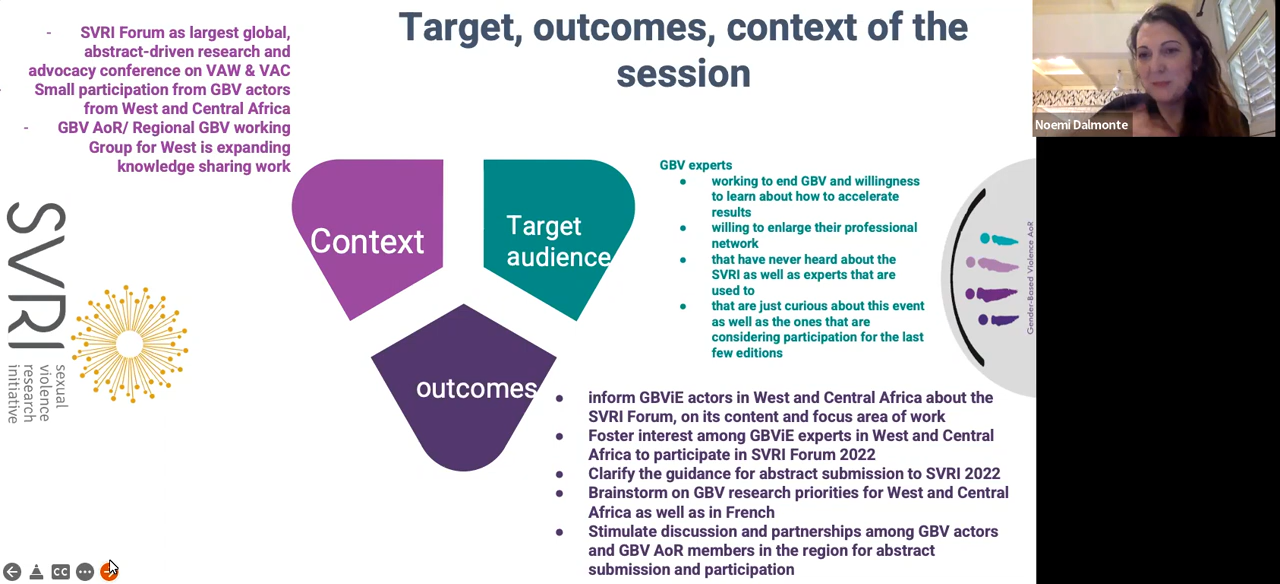 Target, outcomes, context of the
session
- SVRI Forum as largest global,
abstract-driven research and
advocacy conference on VAW & VAC
- Small participation from GBV actors
from West and Central Africa
- GBV AoR/ Regional GBV working
Group for West is expanding
knowledge sharing work
Noemi Dalmonte
Context
Target
audience
GBV experts
● working to end GBV and willingness
to learn about how to accelerate
results
● willing to enlarge their professional
network
● that have never heard about the
SVRI as well as experts that are
used to
● that are just curious about this event
as well as the ones that are
considering participation for the last
few editions
SVRI
sexual
violence
research
initiative
Gender-Based Violence AoR
outcomes
● inform GBViE actors in West and Central Africa about the
SVRI Forum, on its content and focus area of work
● Foster interest among GBViE experts in West and Central
Africa to participate in SVRI Forum 2022
● Clarify the guidance for abstract submission to SVRI 2022
● Brainstorm on GBV research priorities for West and Central
Africa as well as in French
● Stimulate discussion and partnerships among GBV actors
and GBV AoR members in the region for abstract
submission and participation
CC